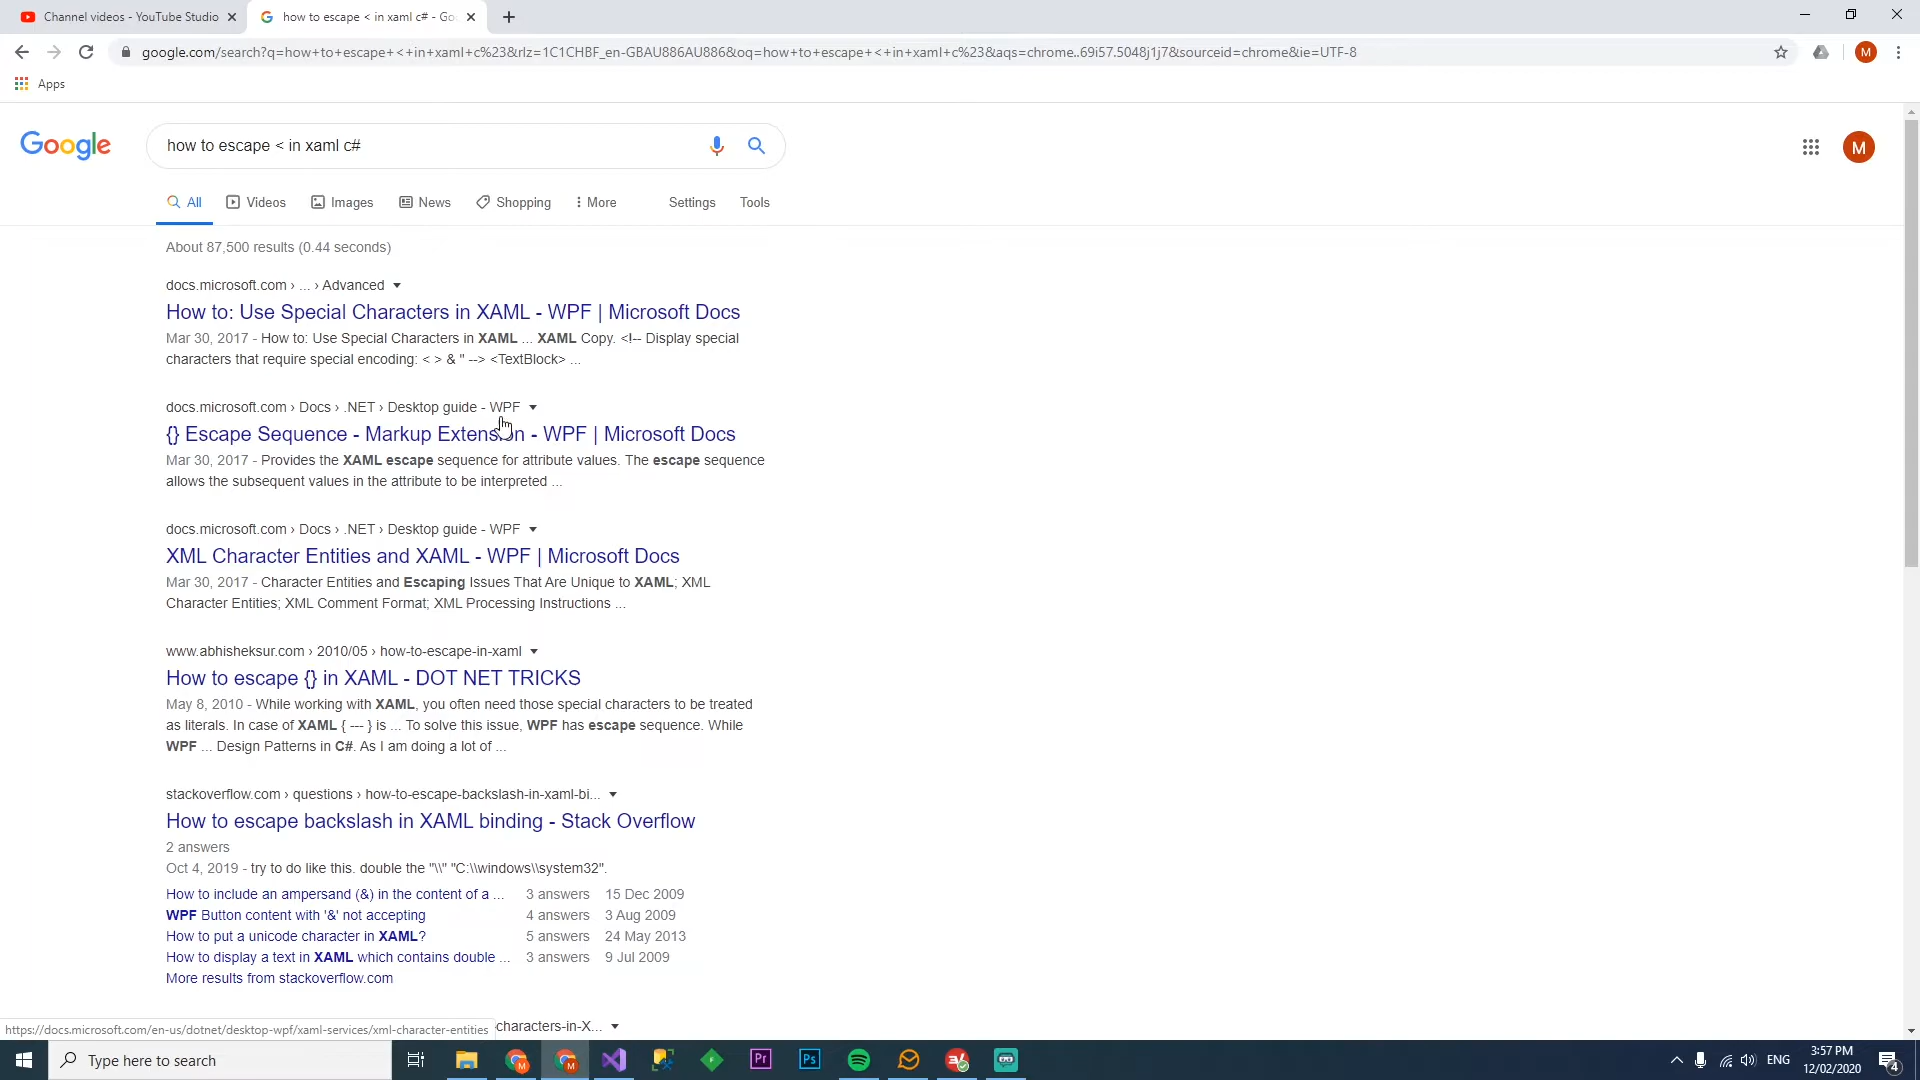 Channel videos - YouTube Studio
how to escape < in xaml c# - Go
google.com/search?q=how+to+escape+<+in+xaml+c%23&rlz=1C1CHBF_en-GBAU886AU886&oq=how+to+escape+<+in+xaml+c%23&aqs=chrome..69i57.5048j1j7&sourceid=chrome&ie=UTF-8
M
Apps
Google
how to escape < in xaml c#
M
All
Videos
Images
News
Shopping
More
Settings
Tools
About 87,500 results (0.44 seconds)
docs.microsoft.com › ... › Advanced
How to: Use Special Characters in XAML - WPF | Microsoft Docs
Mar 30, 2017 - How to: Use Special Characters in XAML ... XAML Copy. <!-- Display special
characters that require special encoding: < > & " --> <TextBlock> ...
docs.microsoft.com › Docs › .NET › Desktop guide - WPF
{} Escape Sequence - Markup Extension - WPF | Microsoft Docs
Mar 30, 2017 - Provides the XAML escape sequence for attribute values. The escape sequence
allows the subsequent values in the attribute to be interpreted ...
docs.microsoft.com › Docs › .NET › Desktop guide - WPF
XML Character Entities and XAML - WPF | Microsoft Docs
Mar 30, 2017 - Character Entities and Escaping Issues That Are Unique to XAML; XML
Character Entities; XML Comment Format; XML Processing Instructions ...
www.abhisheksur.com › 2010/05 › how-to-escape-in-xaml
How to escape {} in XAML - DOT NET TRICKS
May 8, 2010 - While working with XAML, you often need those special characters to be treated
as literals. In case of XAML { --- } is ... To solve this issue, WPF has escape sequence. While
WPF ... Design Patterns in C#. As I am doing a lot of ...
stackoverflow.com › questions › how-to-escape-backslash-in-xaml-bi...
How to escape backslash in XAML binding - Stack Overflow
2 answers
Oct 4, 2019 - try to do like this. double the "\\" "C:\\windows\\system32".
How to include an ampersand (&) in the content of a ... 3 answers 15 Dec 2009
WPF Button content with '&' not accepting 4 answers 3 Aug 2009
How to put a unicode character in XAML? 5 answers 24 May 2013
How to display a text in XAML which contains double ... 3 answers 9 Jul 2009
More results from stackoverflow.com
characters-in-X...
https://docs.microsoft.com/en-us/dotnet/desktop-wpf/xaml-services/xml-character-entities
Type here to search
M
M
Pr
Ps
ENG
3:57 PM
12/02/2020
4